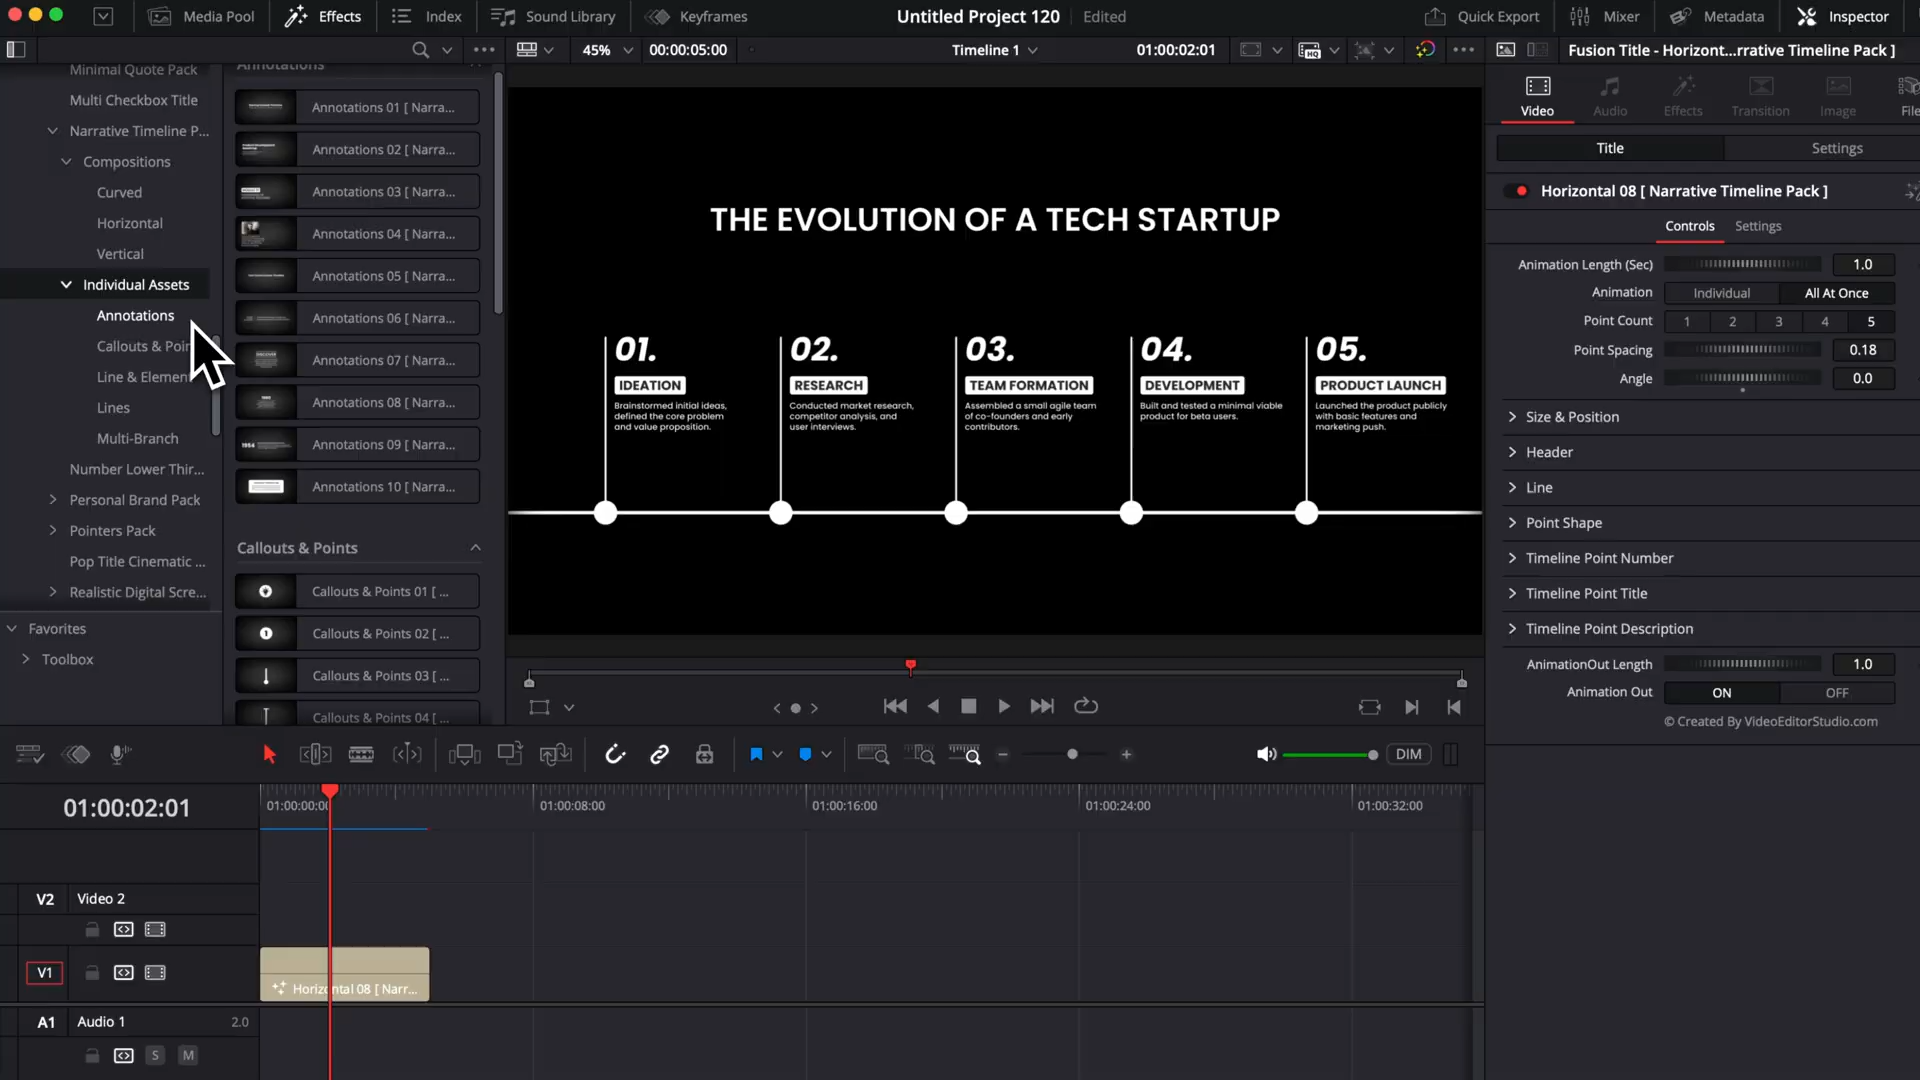 Media Pool
Effects
Index
Sound Library
Keyframes
Untitled Project 120
Edited
Quick Export
Mixer
Metadata
Inspector
45%
00:00:05:00
Timeline 1
01:00:02:01
Fusion Title - Horizont...rrative Timeline Pack ]
Minimal Quote Pack
Multi Checkbox Title
Narrative Timeline P...
Compositions
Curved
Horizontal
Vertical
Individual Assets
Annotations
Callouts & Poin
Line & Elemen
Lines
Multi-Branch
Number Lower Thir...
Personal Brand Pack
Pointers Pack
Pop Title Cinematic ...
Realistic Digital Scre...
Favorites
Toolbox
Annotations
Annotations 01 [ Narra...
Annotations 02 [ Narra...
Annotations 03 [ Narra...
Annotations 04 [ Narra...
Annotations 05 [ Narra...
Annotations 06 [ Narra...
Annotations 07 [ Narra...
Annotations 08 [ Narra...
Annotations 09 [ Narra...
Annotations 10 [ Narra...
Callouts & Points
Callouts & Points 01 [ ...
Callouts & Points 02 [ ...
Callouts & Points 03 [ ...
Callouts & Points 04 [ ...
THE EVOLUTION OF A TECH STARTUP
01.
IDEATION
Brainstormed initial ideas,
defined the core problem
and value proposition.
02.
RESEARCH
Conducted market research,
competitor analysis, and
user interviews.
03.
TEAM FORMATION
Assembled a small agile team
of co-founders and early
contributors.
04.
DEVELOPMENT
Built and tested a minimal viable
product for beta users.
05.
PRODUCT LAUNCH
Launched the product publicly
with basic features and
marketing push.
Video
Audio
Effects
Transition
Image
File
Title
Settings
Horizontal 08 [ Narrative Timeline Pack ]
Controls
Settings
Animation Length (Sec)
1.0
Animation
Individual
All At Once
Point Count
1
2
3
4
5
Point Spacing
0.18
Angle
0.0
Size & Position
Header
Line
Point Shape
Timeline Point Number
Timeline Point Title
Timeline Point Description
AnimationOut Length
1.0
Animation Out
ON
OFF
© Created By VideoEditorStudio.com
DIM
01:00:02:01
01:00:00:00
01:00:08:00
01:00:16:00
01:00:24:00
01:00:32:00
V2
Video 2
V1
Horizontal 08 [ Narr...
A1
Audio 1
2.0
S
M